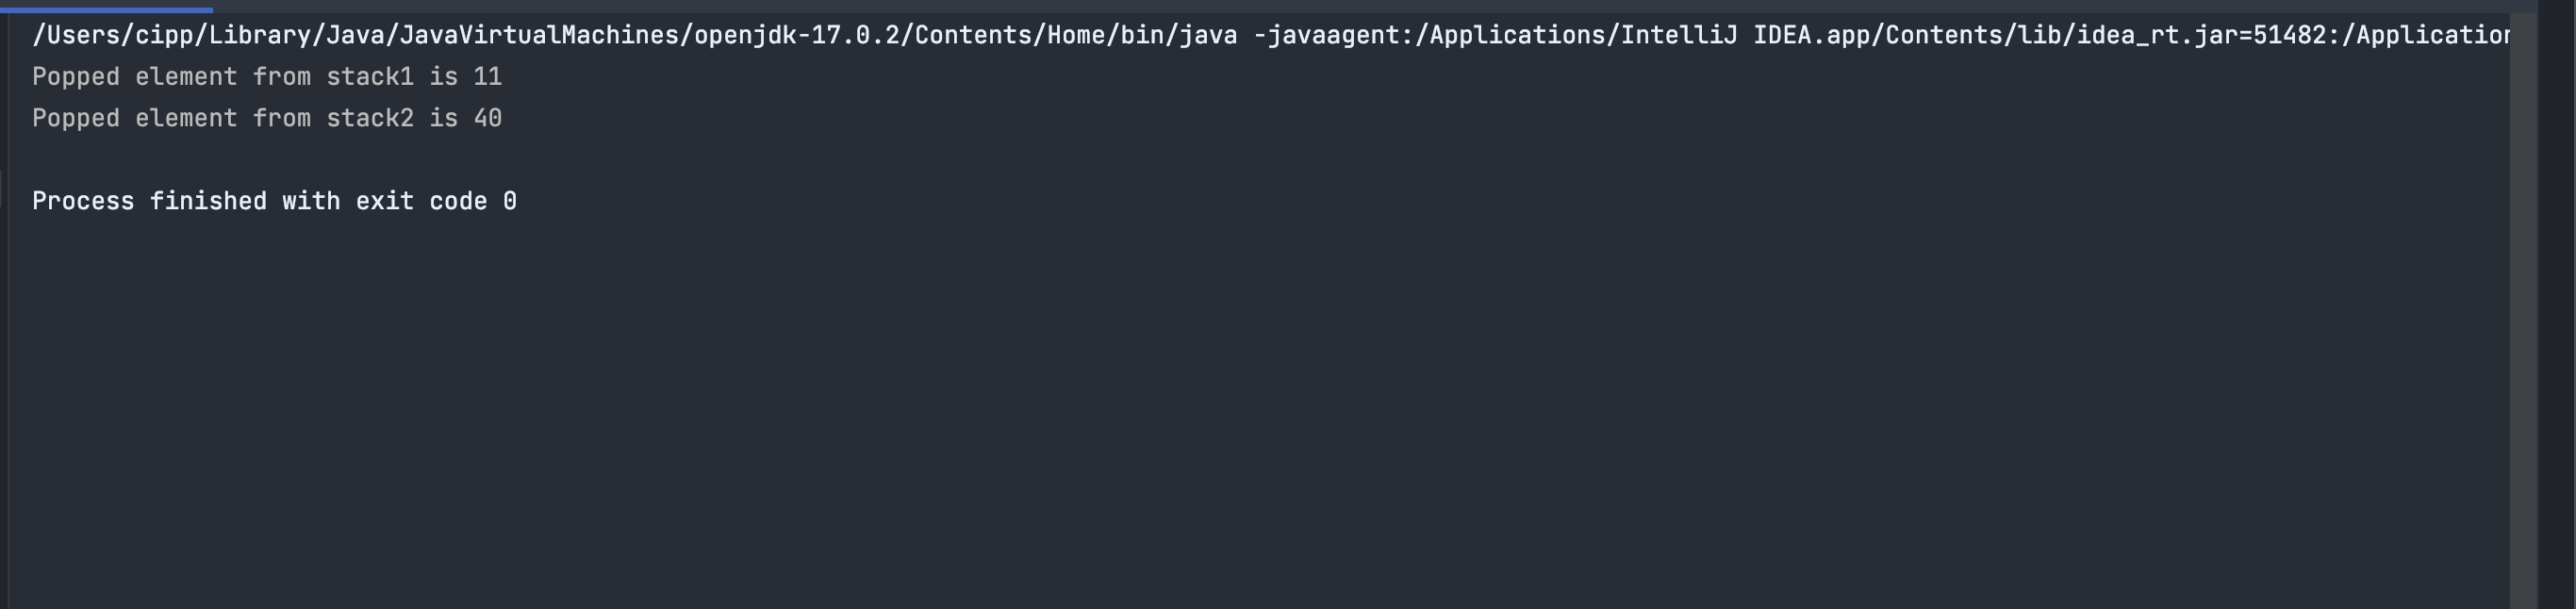 /Users/cipp/Library/Java/JavaVirtualMachines/openjdk-17.0.2/Contents/Home/bin/java -javaagent:/Applications/IntelliJ IDEA.app/Contents/lib/idea_rt.jar=51482:/Application
Popped element from stack1 is 11
Popped element from stack2 is 40
Process finished with exit code 0